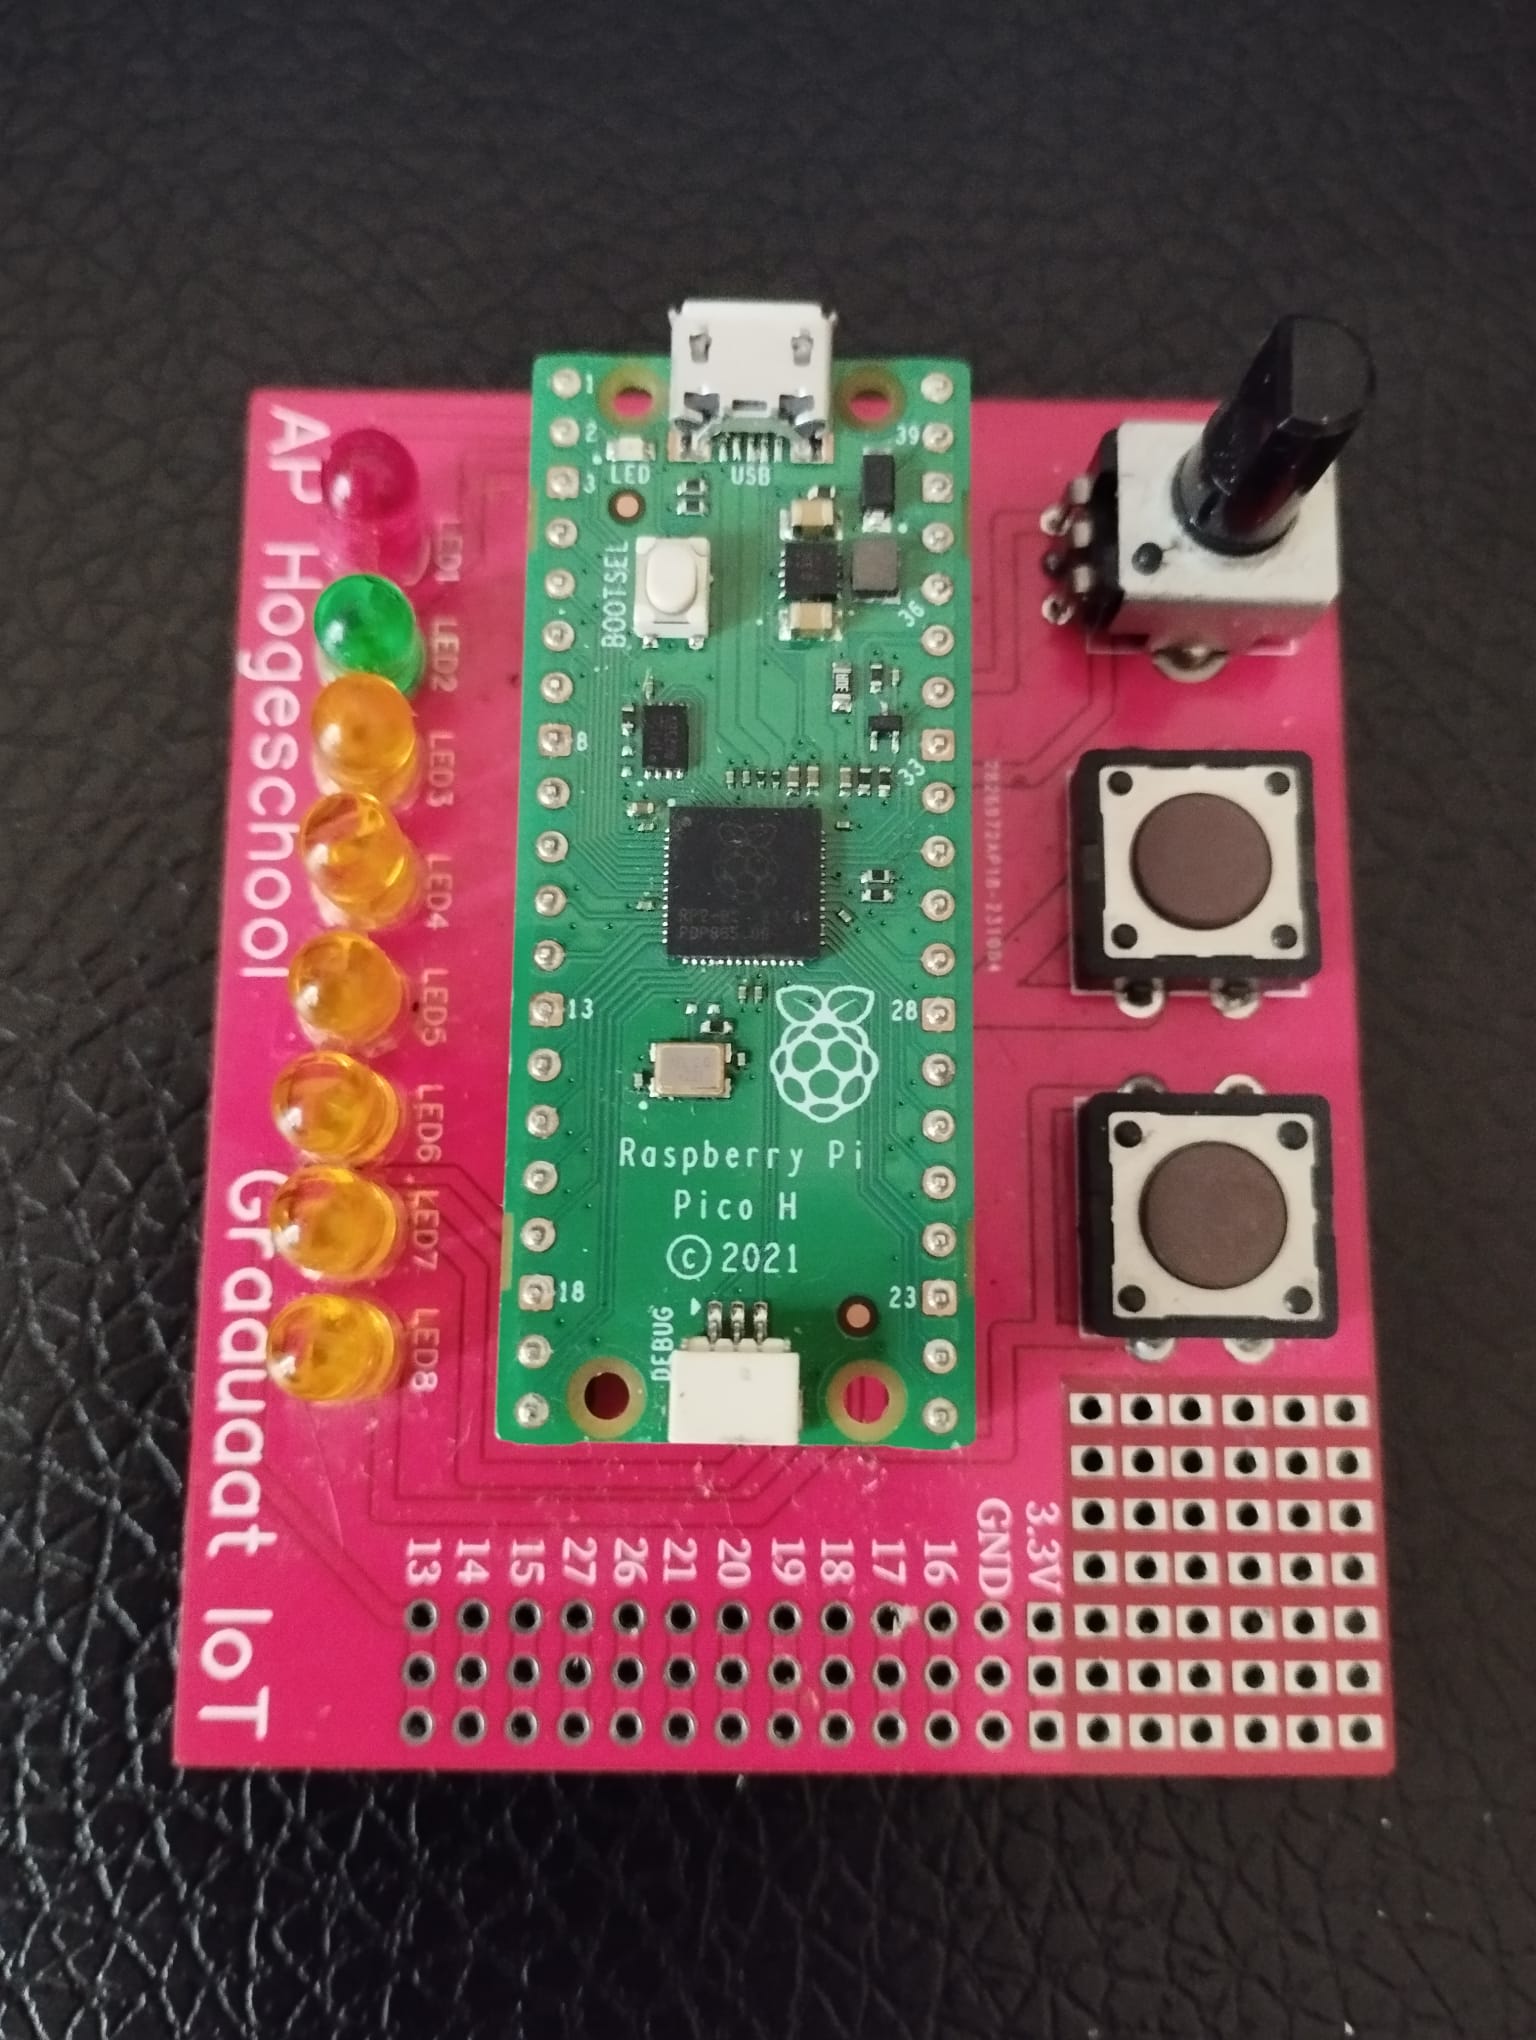 AP Hogeschool
Graduaat IoT
LED1
LED2
LED3
LED4
LED5
LED6
LED7
LED8
1
2
3
LED
USB
39
BOOTSEL
36
8
33
13
28
Raspberry Pi
Pico H
© 2021
18
23
DEBUG
13
14
15
27
26
21
20
19
18
17
16
GND
3.3V